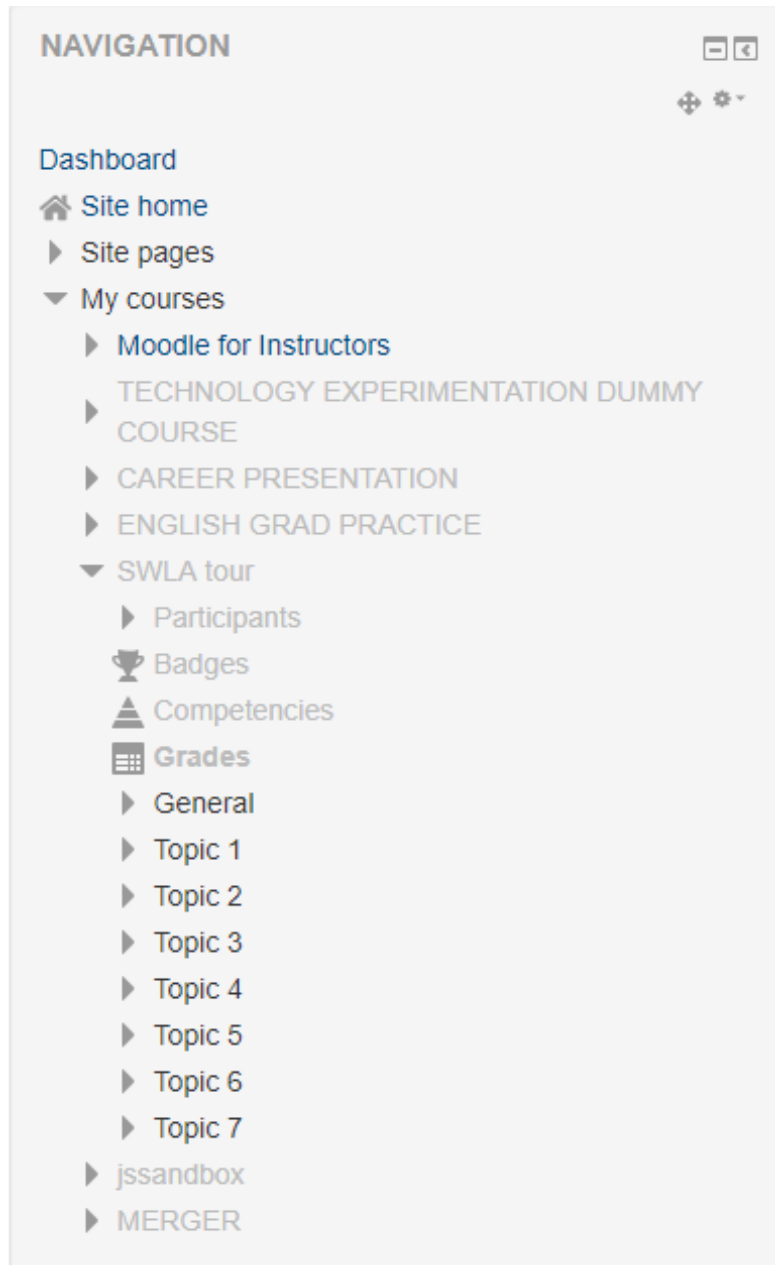 NAVIGATION
Dashboard
Site home
Site pages
My courses
Moodle for Instructors
TECHNOLOGY EXPERIMENTATION DUMMY
COURSE
CAREER PRESENTATION
ENGLISH GRAD PRACTICE
SWLA tour
Participants
Badges
Competencies
Grades
General
Topic 1
Topic 2
Topic 3
Topic 4
Topic 5
Topic 6
Topic 7
jssandbox
MERGER